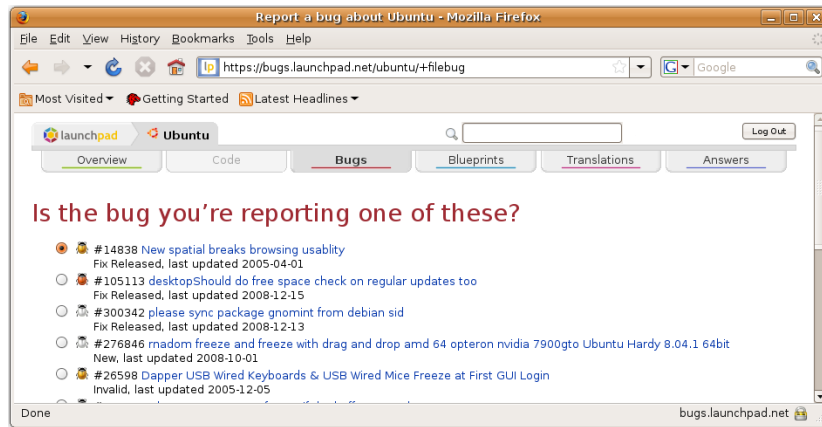 Report a bug about Ubuntu - Mozilla Firefox
File Edit View History Bookmarks Tools Help
lp https://bugs.launchpad.net/ubuntu/+filebug G Google
Most Visited Getting Started Latest Headlines
launchpad Ubuntu Log Out
Overview Code Bugs Blueprints Translations Answers
Is the bug you're reporting one of these?
#14838 New spatial breaks browsing usablity
Fix Released, last updated 2005-04-01
#105113 desktopShould do free space check on regular updates too
Fix Released, last updated 2008-12-15
#300342 please sync package gnomint from debian sid
Fix Released, last updated 2008-12-13
#276846 rnadom freeze and freeze with drag and drop amd 64 opteron nvidia 7900gto Ubuntu Hardy 8.04.1 64bit
New, last updated 2008-10-01
#26598 Dapper USB Wired Keyboards & USB Wired Mice Freeze at First GUI Login
Invalid, last updated 2005-12-05
Done bugs.launchpad.net